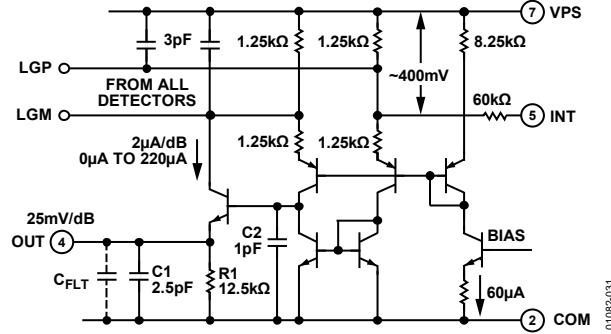 7 VPS
3pF
1.25kΩ
1.25kΩ
8.25kΩ
LGP
FROM ALL
DETECTORS
~400mV
60kΩ
5 INT
LGM
2µA/dB
0µA TO 220µA
1.25kΩ
1.25kΩ
25mV/dB
OUT 4
C2
1pF
BIAS
CFLT
C1
2.5pF
R1
12.5kΩ
60µA
2 COM
01082-031